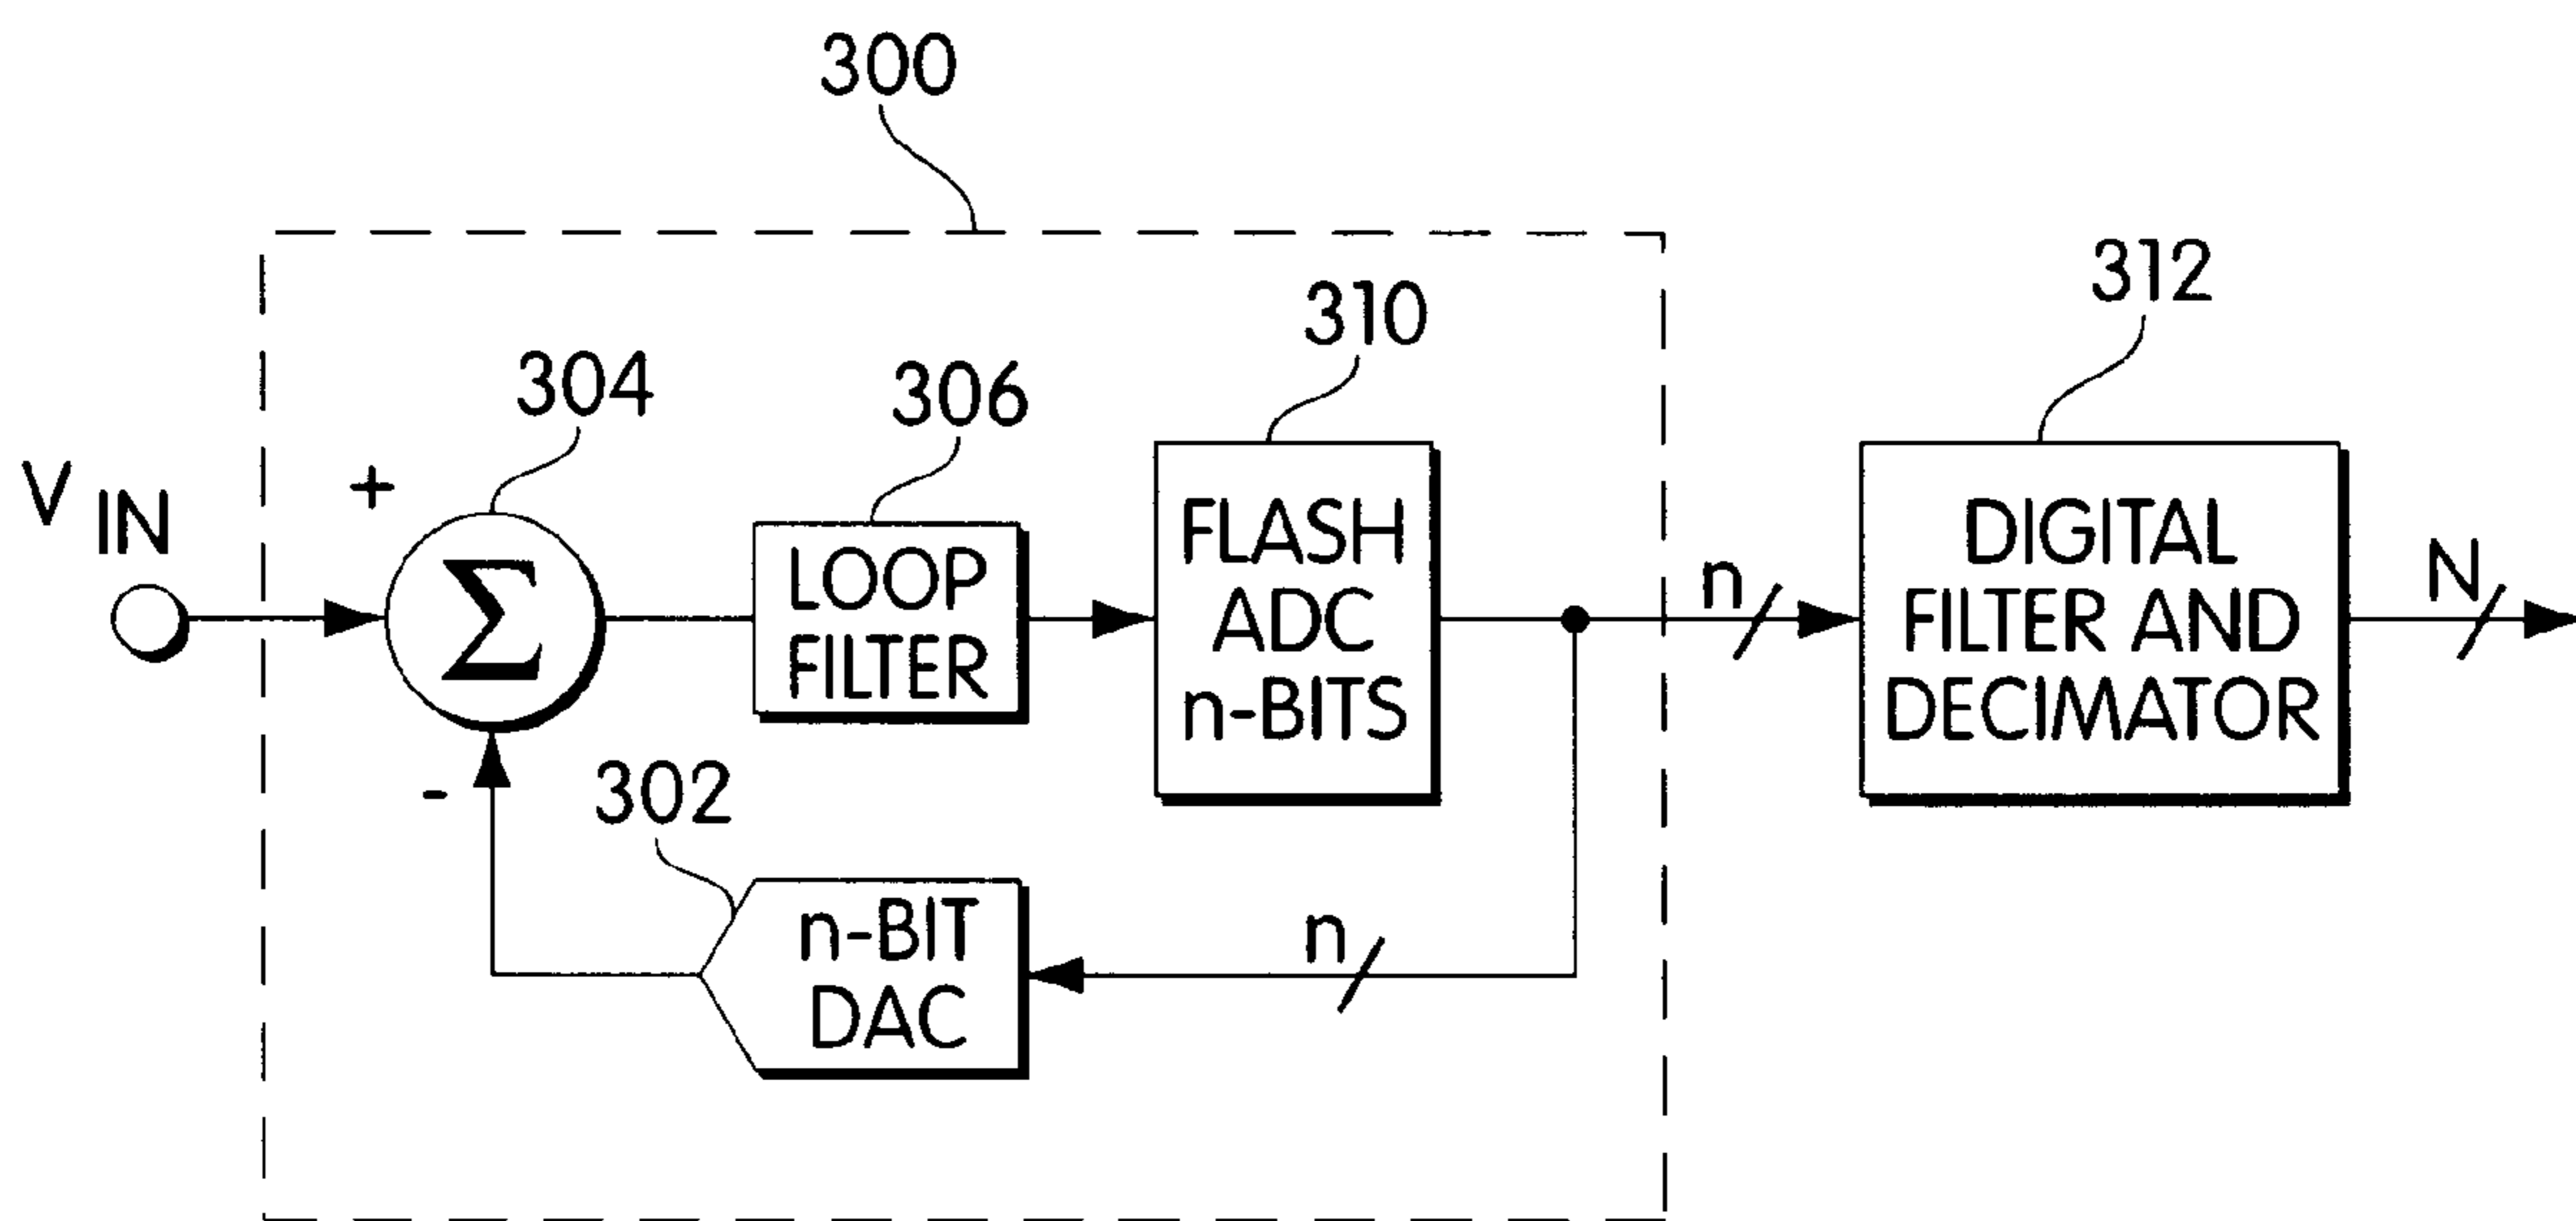 300
312
310
304
306
V IN
+
Σ
LOOP
FILTER
FLASH
ADC
n-BITS
n
DIGITAL
FILTER AND
DECIMATOR
N
-
302
n-BIT
DAC
n